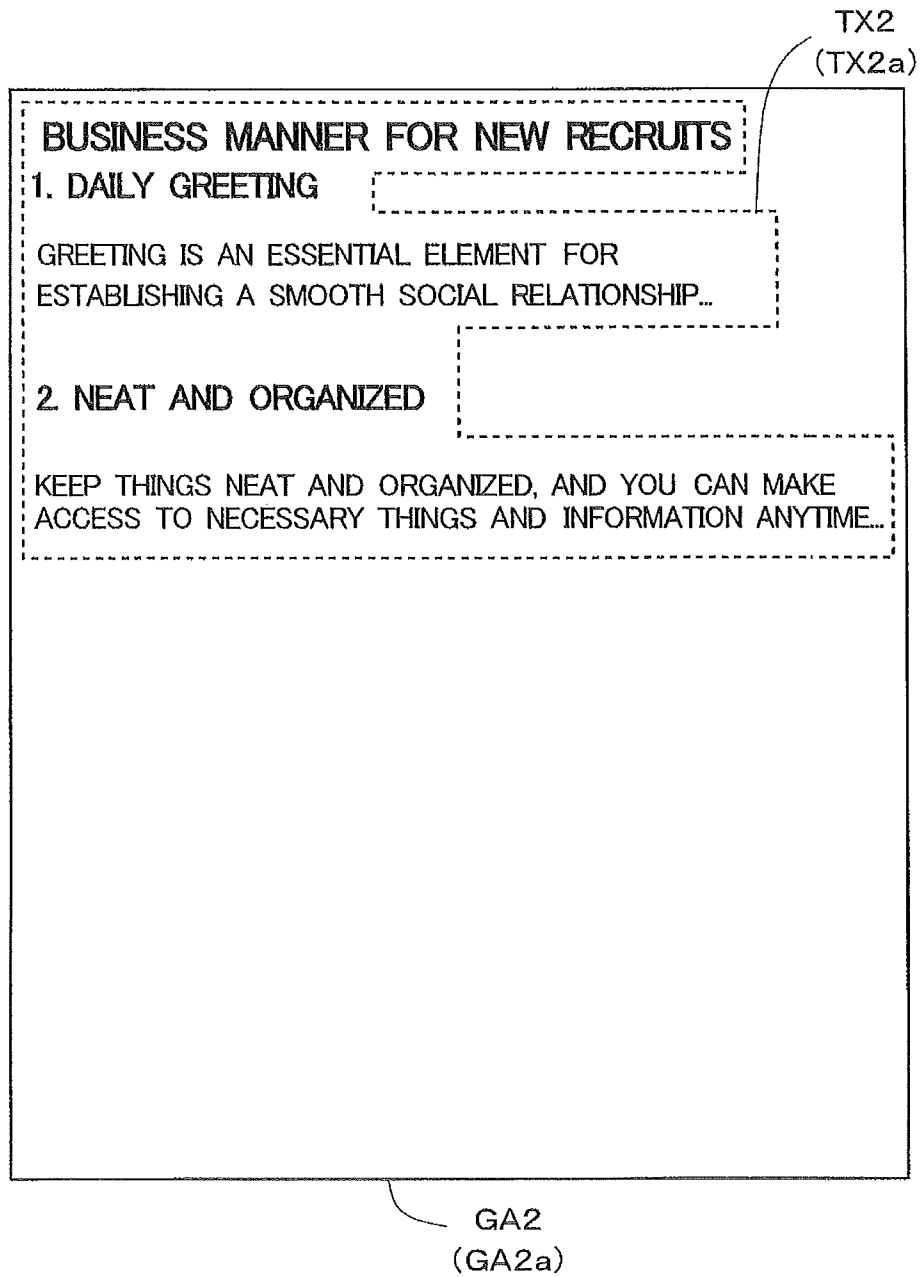 TX2
(TX2a)
BUSINESS MANNER FOR NEW RECRUITS
1. DAILY GREETING
GREETING IS AN ESSENTIAL ELEMENT FOR
ESTABLISHING A SMOOTH SOCIAL RELATIONSHIP...
2. NEAT AND ORGANIZED
KEEP THINGS NEAT AND ORGANIZED, AND YOU CAN MAKE
ACCESS TO NECESSARY THINGS AND INFORMATION ANYTIME...
GA2
(GA2a)